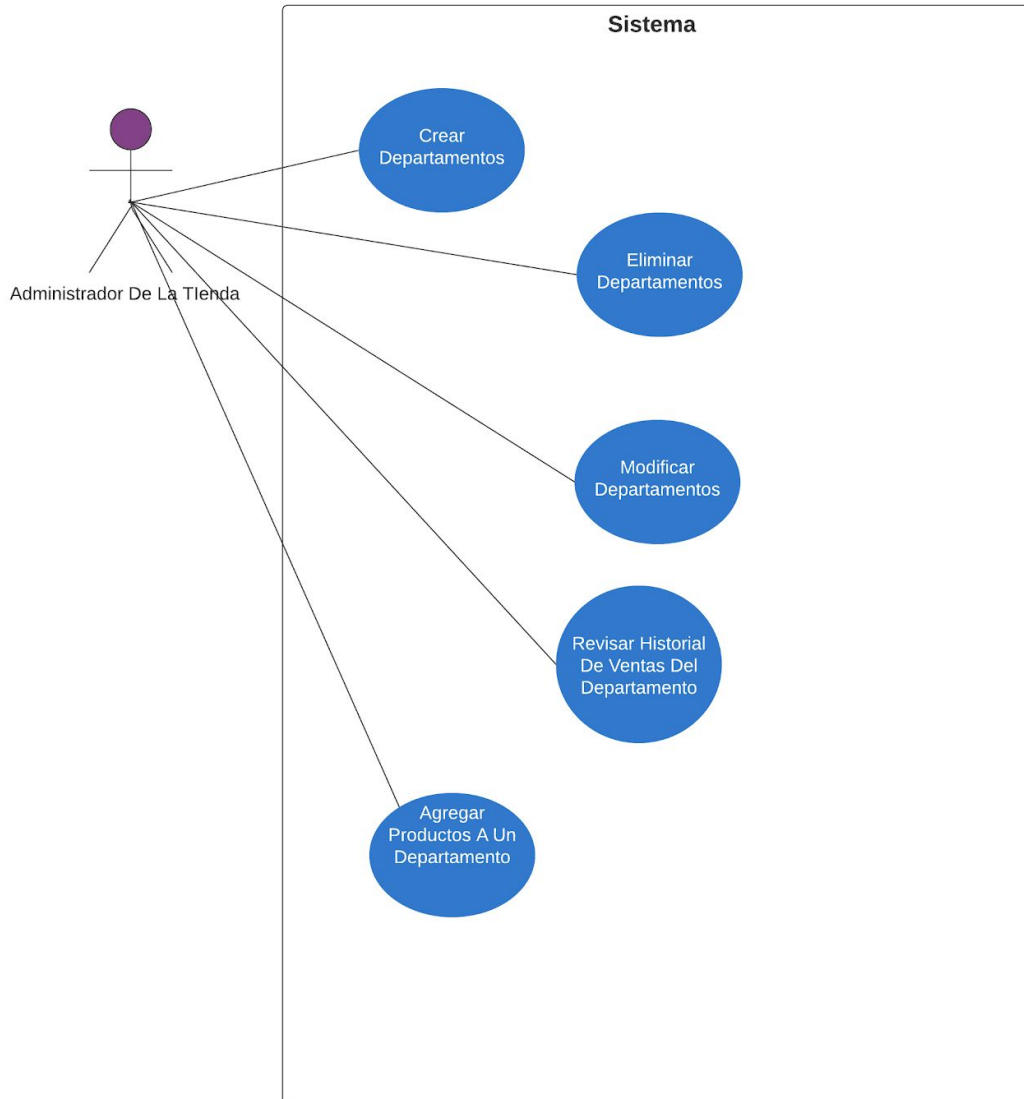 Sistema
Crear
Departamentos
Eliminar
Departamentos
Administrador De La TIenda
Modificar
Departamentos
Revisar Historial
De Ventas Del
Departamento
Agregar
Productos A Un
Departamento